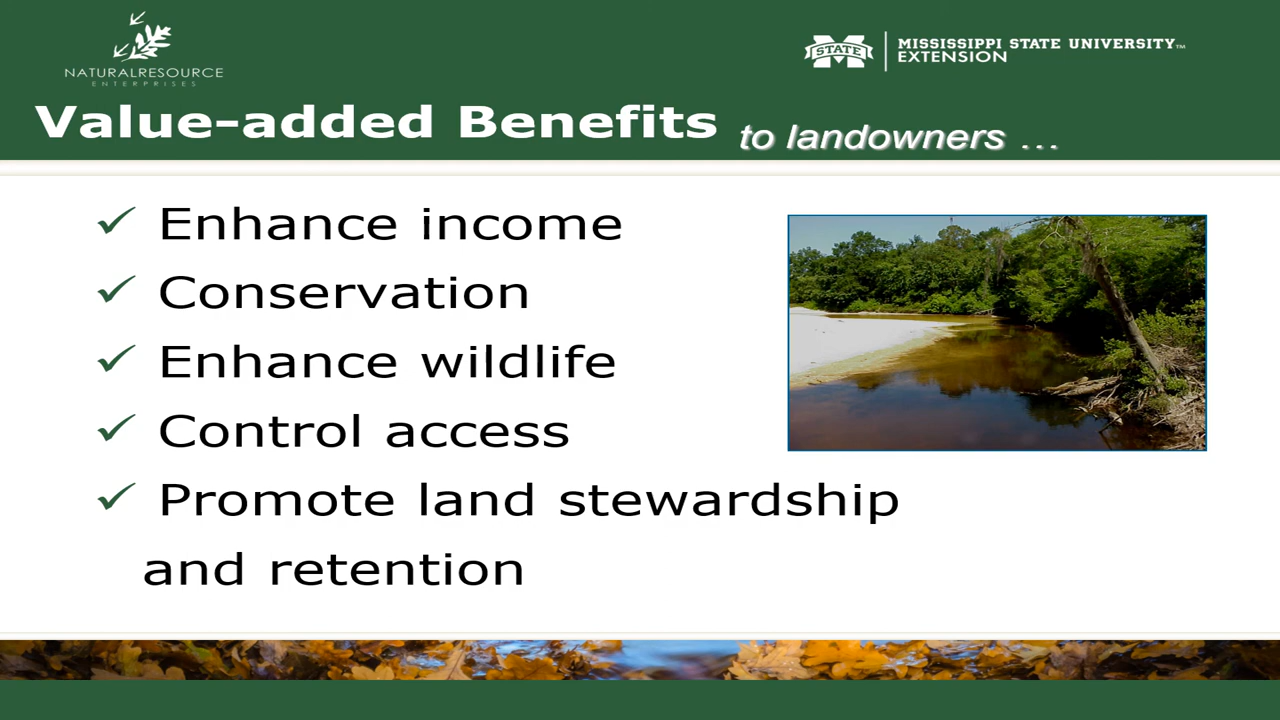 NATURALRESOURCE
ENTERPRISES
STATE
MISSISSIPPI STATE UNIVERSITY™
EXTENSION
Value-added Benefits to landowners …
✓ Enhance income
✓ Conservation
✓ Enhance wildlife
✓ Control access
✓ Promote land stewardship
and retention